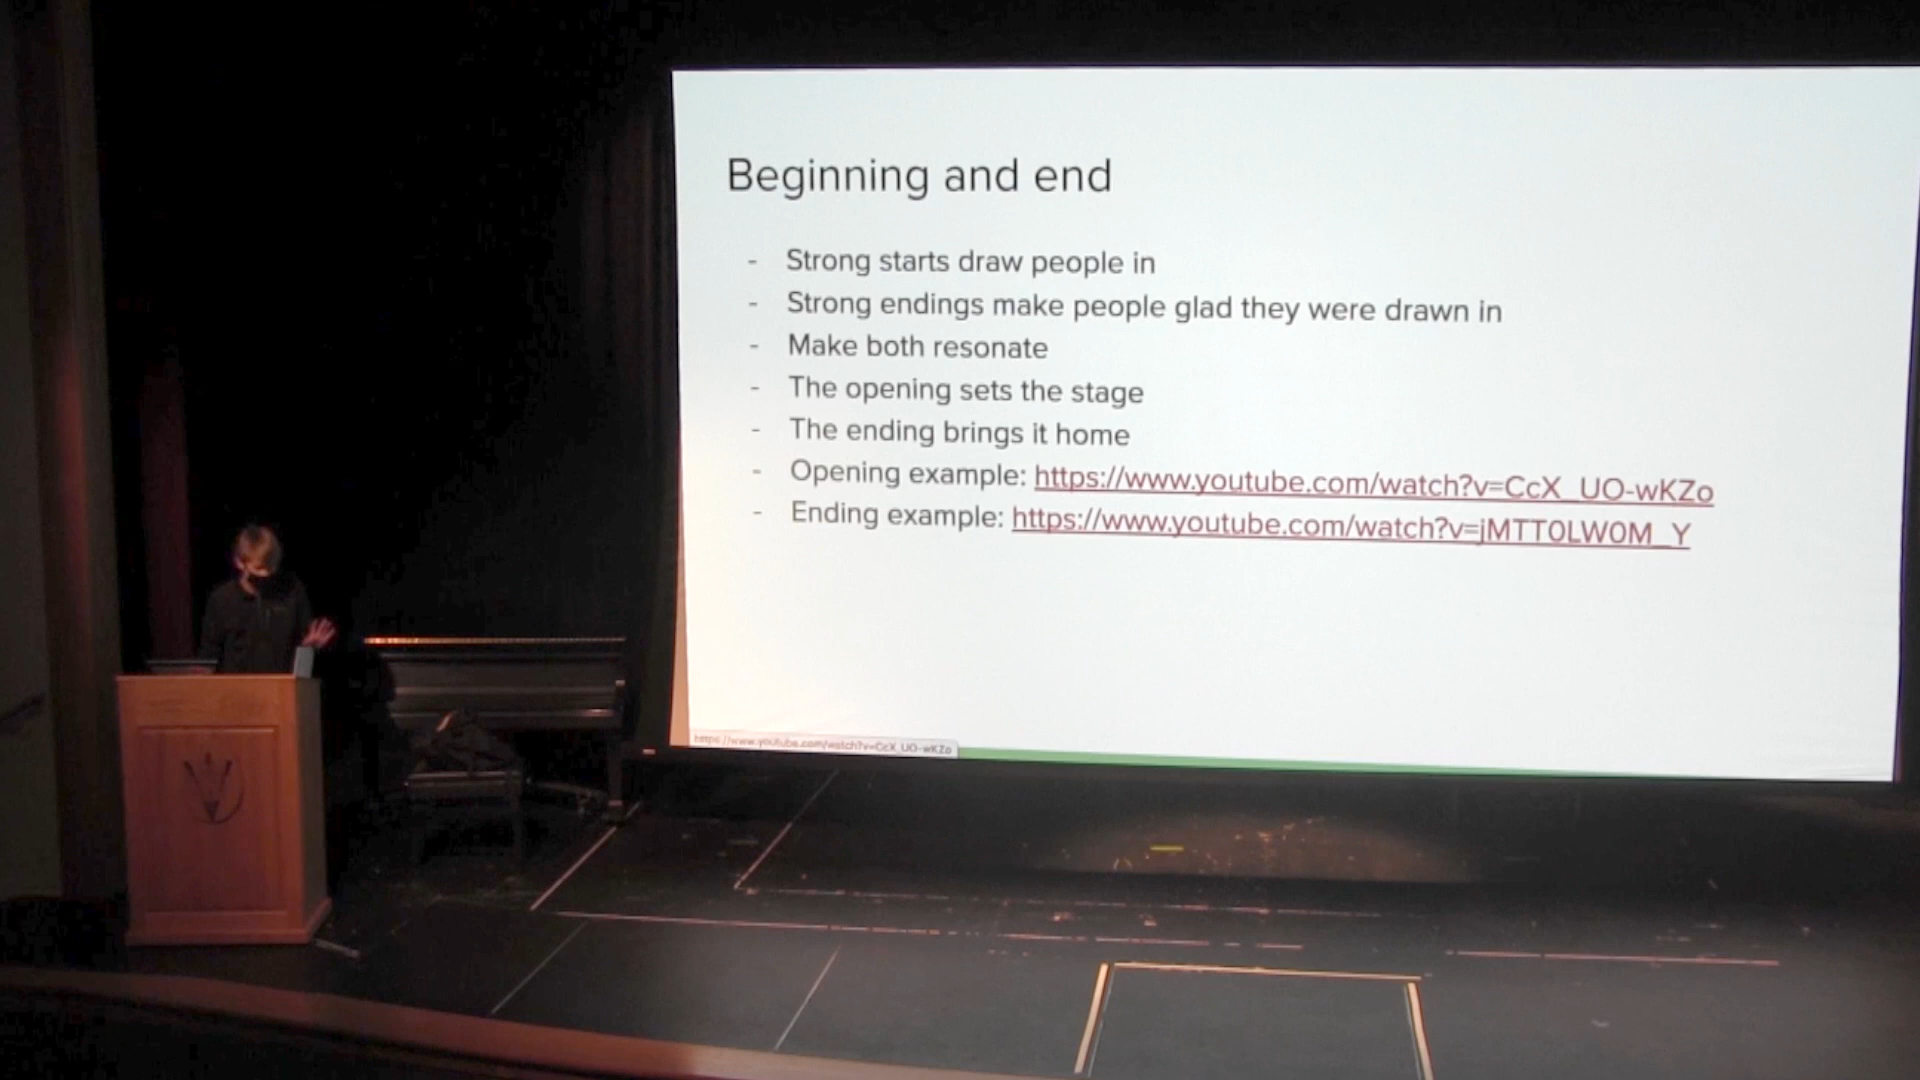 Beginning and end
- Strong starts draw people in
- Strong endings make people glad they were drawn in
- Make both resonate
- The opening sets the stage
- The ending brings it home
- Opening example: https://www.youtube.com/watch?v=CcX_UO-wKZo
- Ending example: https://www.youtube.com/watch?v=jMTT0LW0M_Y
https://www.youtube.com/watch?v=CcX_UO-wKZo